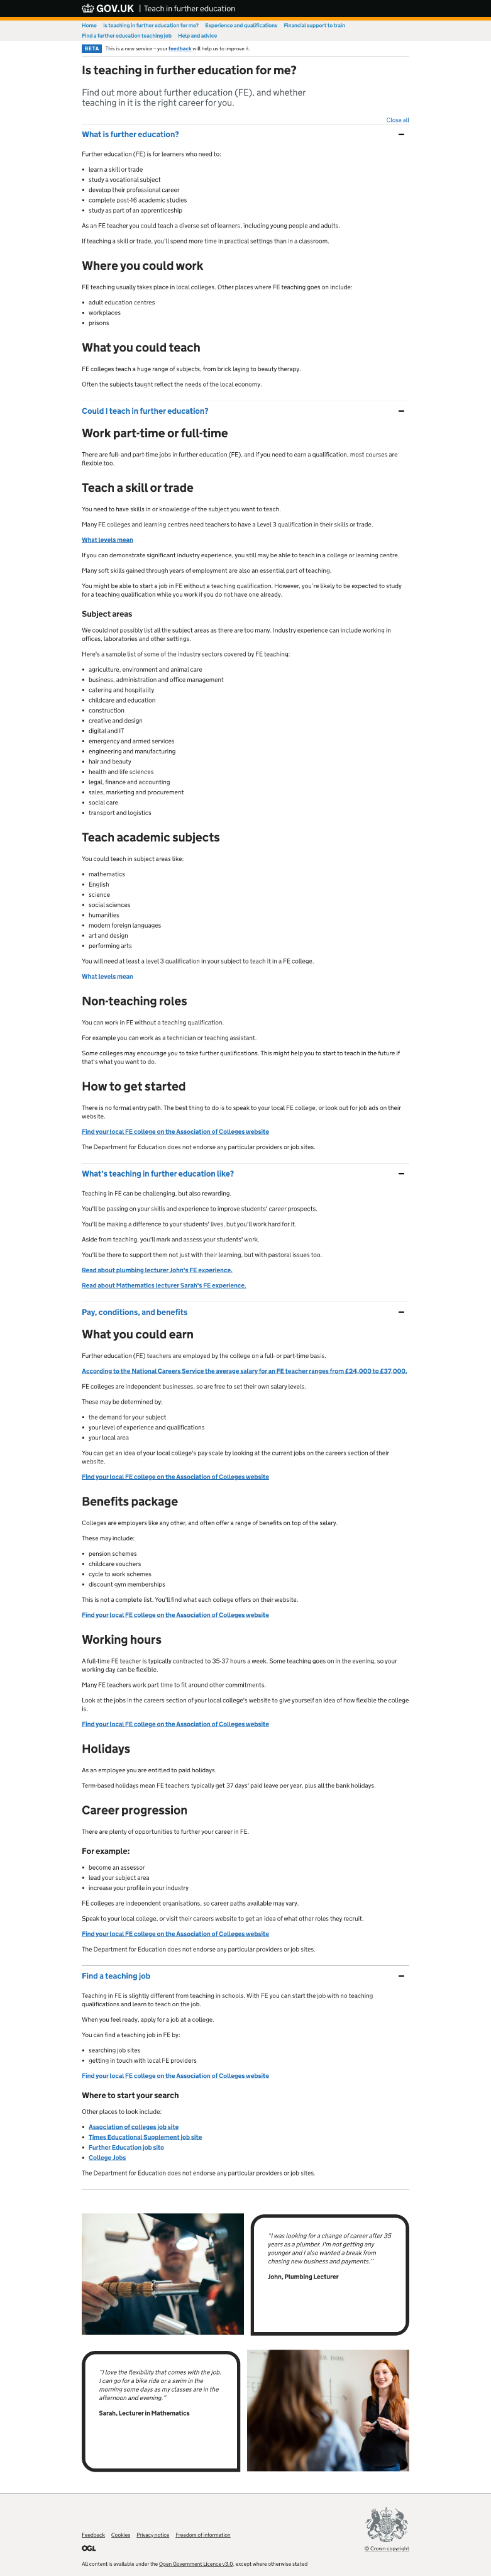 GOV.UK | Teach in further education
Home Is teaching in further education for me? Experience and qualifications Financial support to train
Find a further education teaching job Help and advice
BETA This is a new service – your feedback will help us to improve it.
Is teaching in further education for me?
Find out more about further education (FE), and whether
teaching in it is the right career for you.
Close all
What is further education?
Further education (FE) is for learners who need to:
• learn a skill or trade
• study a vocational subject
• develop their professional career
• complete post-16 academic studies
• study as part of an apprenticeship
As an FE teacher you could teach a diverse set of learners, including young people and adults.
If teaching a skill or trade, you'll spend more time in practical settings than in a classroom.
Where you could work
FE teaching usually takes place in local colleges. Other places where FE teaching goes on include:
• adult education centres
• workplaces
• prisons
What you could teach
FE colleges teach a huge range of subjects, from brick laying to beauty therapy.
Often the subjects taught reflect the needs of the local economy.
Could I teach in further education?
Work part-time or full-time
There are full- and part-time jobs in further education (FE), and if you need to earn a qualification, most courses are
flexible too.
Teach a skill or trade
You need to have skills in or knowledge of the subject you want to teach.
Many FE colleges and learning centres need teachers to have a Level 3 qualification in their skills or trade.
What levels mean
If you can demonstrate significant industry experience, you still may be able to teach in a college or learning centre.
Many soft skills gained through years of employment are also an essential part of teaching.
You might be able to start a job in FE without a teaching qualification. However, you're likely to be expected to study
for a teaching qualification while you work if you do not have one already.
Subject areas
We could not possibly list all the subject areas as there are too many. Industry experience can include working in
offices, laboratories and other settings.
Here's a sample list of some of the industry sectors covered by FE teaching:
• agriculture, environment and animal care
• business, administration and office management
• catering and hospitality
• childcare and education
• construction
• creative and design
• digital and IT
• emergency and armed services
• engineering and manufacturing
• hair and beauty
• health and life sciences
• legal, finance and accounting
• sales, marketing and procurement
• social care
• transport and logistics
Teach academic subjects
You could teach in subject areas like:
• mathematics
• English
• science
• social sciences
• humanities
• modern foreign languages
• art and design
• performing arts
You will need at least a level 3 qualification in your subject to teach it in a FE college.
What levels mean
Non-teaching roles
You can work in FE without a teaching qualification.
For example you can work as a technician or teaching assistant.
Some colleges may encourage you to take further qualifications. This might help you to start to teach in the future if
that's what you want to do.
How to get started
There is no formal entry path. The best thing to do is to speak to your local FE college, or look out for job ads on their
website.
Find your local FE college on the Association of Colleges website
The Department for Education does not endorse any particular providers or job sites.
What's teaching in further education like?
Teaching in FE can be challenging, but also rewarding.
You'll be passing on your skills and experience to improve students' career prospects.
You'll be making a difference to your students' lives, but you'll work hard for it.
Aside from teaching, you'll mark and assess your students' work.
You'll be there to support them not just with their learning, but with pastoral issues too.
Read about plumbing lecturer John's FE experience.
Read about Mathematics lecturer Sarah's FE experience.
Pay, conditions, and benefits
What you could earn
Further education (FE) teachers are employed by the college on a full- or part-time basis.
According to the National Careers Service the average salary for an FE teacher ranges from £24,000 to £37,000.
FE colleges are independent businesses, so are free to set their own salary levels.
These may be determined by:
• the demand for your subject
• your level of experience and qualifications
• your local area
You can get an idea of your local college's pay scale by looking at the current jobs on the careers section of their
website.
Find your local FE college on the Association of Colleges website
Benefits package
Colleges are employers like any other, and often offer a range of benefits on top of the salary.
These may include:
• pension schemes
• childcare vouchers
• cycle to work schemes
• discount gym memberships
This is not a complete list. You'll find what each college offers on their website.
Find your local FE college on the Association of Colleges website
Working hours
A full-time FE teacher is typically contracted to 35-37 hours a week. Some teaching goes on in the evening, so your
working day can be flexible.
Many FE teachers work part time to fit around other commitments.
Look at the jobs in the careers section of your local college's website to give yourself an idea of how flexible the college
is.
Find your local FE college on the Association of Colleges website
Holidays
As an employee you are entitled to paid holidays.
Term-based holidays mean FE teachers typically get 37 days' paid leave per year, plus all the bank holidays.
Career progression
There are plenty of opportunities to further your career in FE.
For example:
• become an assessor
• lead your subject area
• increase your profile in your industry
FE colleges are independent organisations, so career paths available may vary.
Speak to your local college, or visit their careers website to get an idea of what other roles they recruit.
Find your local FE college on the Association of Colleges website
The Department for Education does not endorse any particular providers or job sites.
Find a teaching job
Teaching in FE is slightly different from teaching in schools. With FE you can start the job with no teaching
qualifications and learn to teach on the job.
When you feel ready, apply for a job at a college.
You can find a teaching job in FE by:
• searching job sites
• getting in touch with local FE providers
Find your local FE college on the Association of Colleges website
Where to start your search
Other places to look include:
• Association of colleges job site
• Times Educational Supplement job site
• Further Education job site
• College Jobs
The Department for Education does not endorse any particular providers or job sites.
"I was looking for a change of career after 35
years as a plumber. I'm not getting any
younger and I also wanted a break from
chasing new business and payments."
John, Plumbing Lecturer
"I love the flexibility that comes with the job.
I can go for a bike ride or a swim in the
morning some days as my classes are in the
afternoon and evening."
Sarah, Lecturer in Mathematics
Feedback Cookies Privacy notice Freedom of information
OGL
All content is available under the Open Government Licence v3.0, except where otherwise stated
© Crown copyright